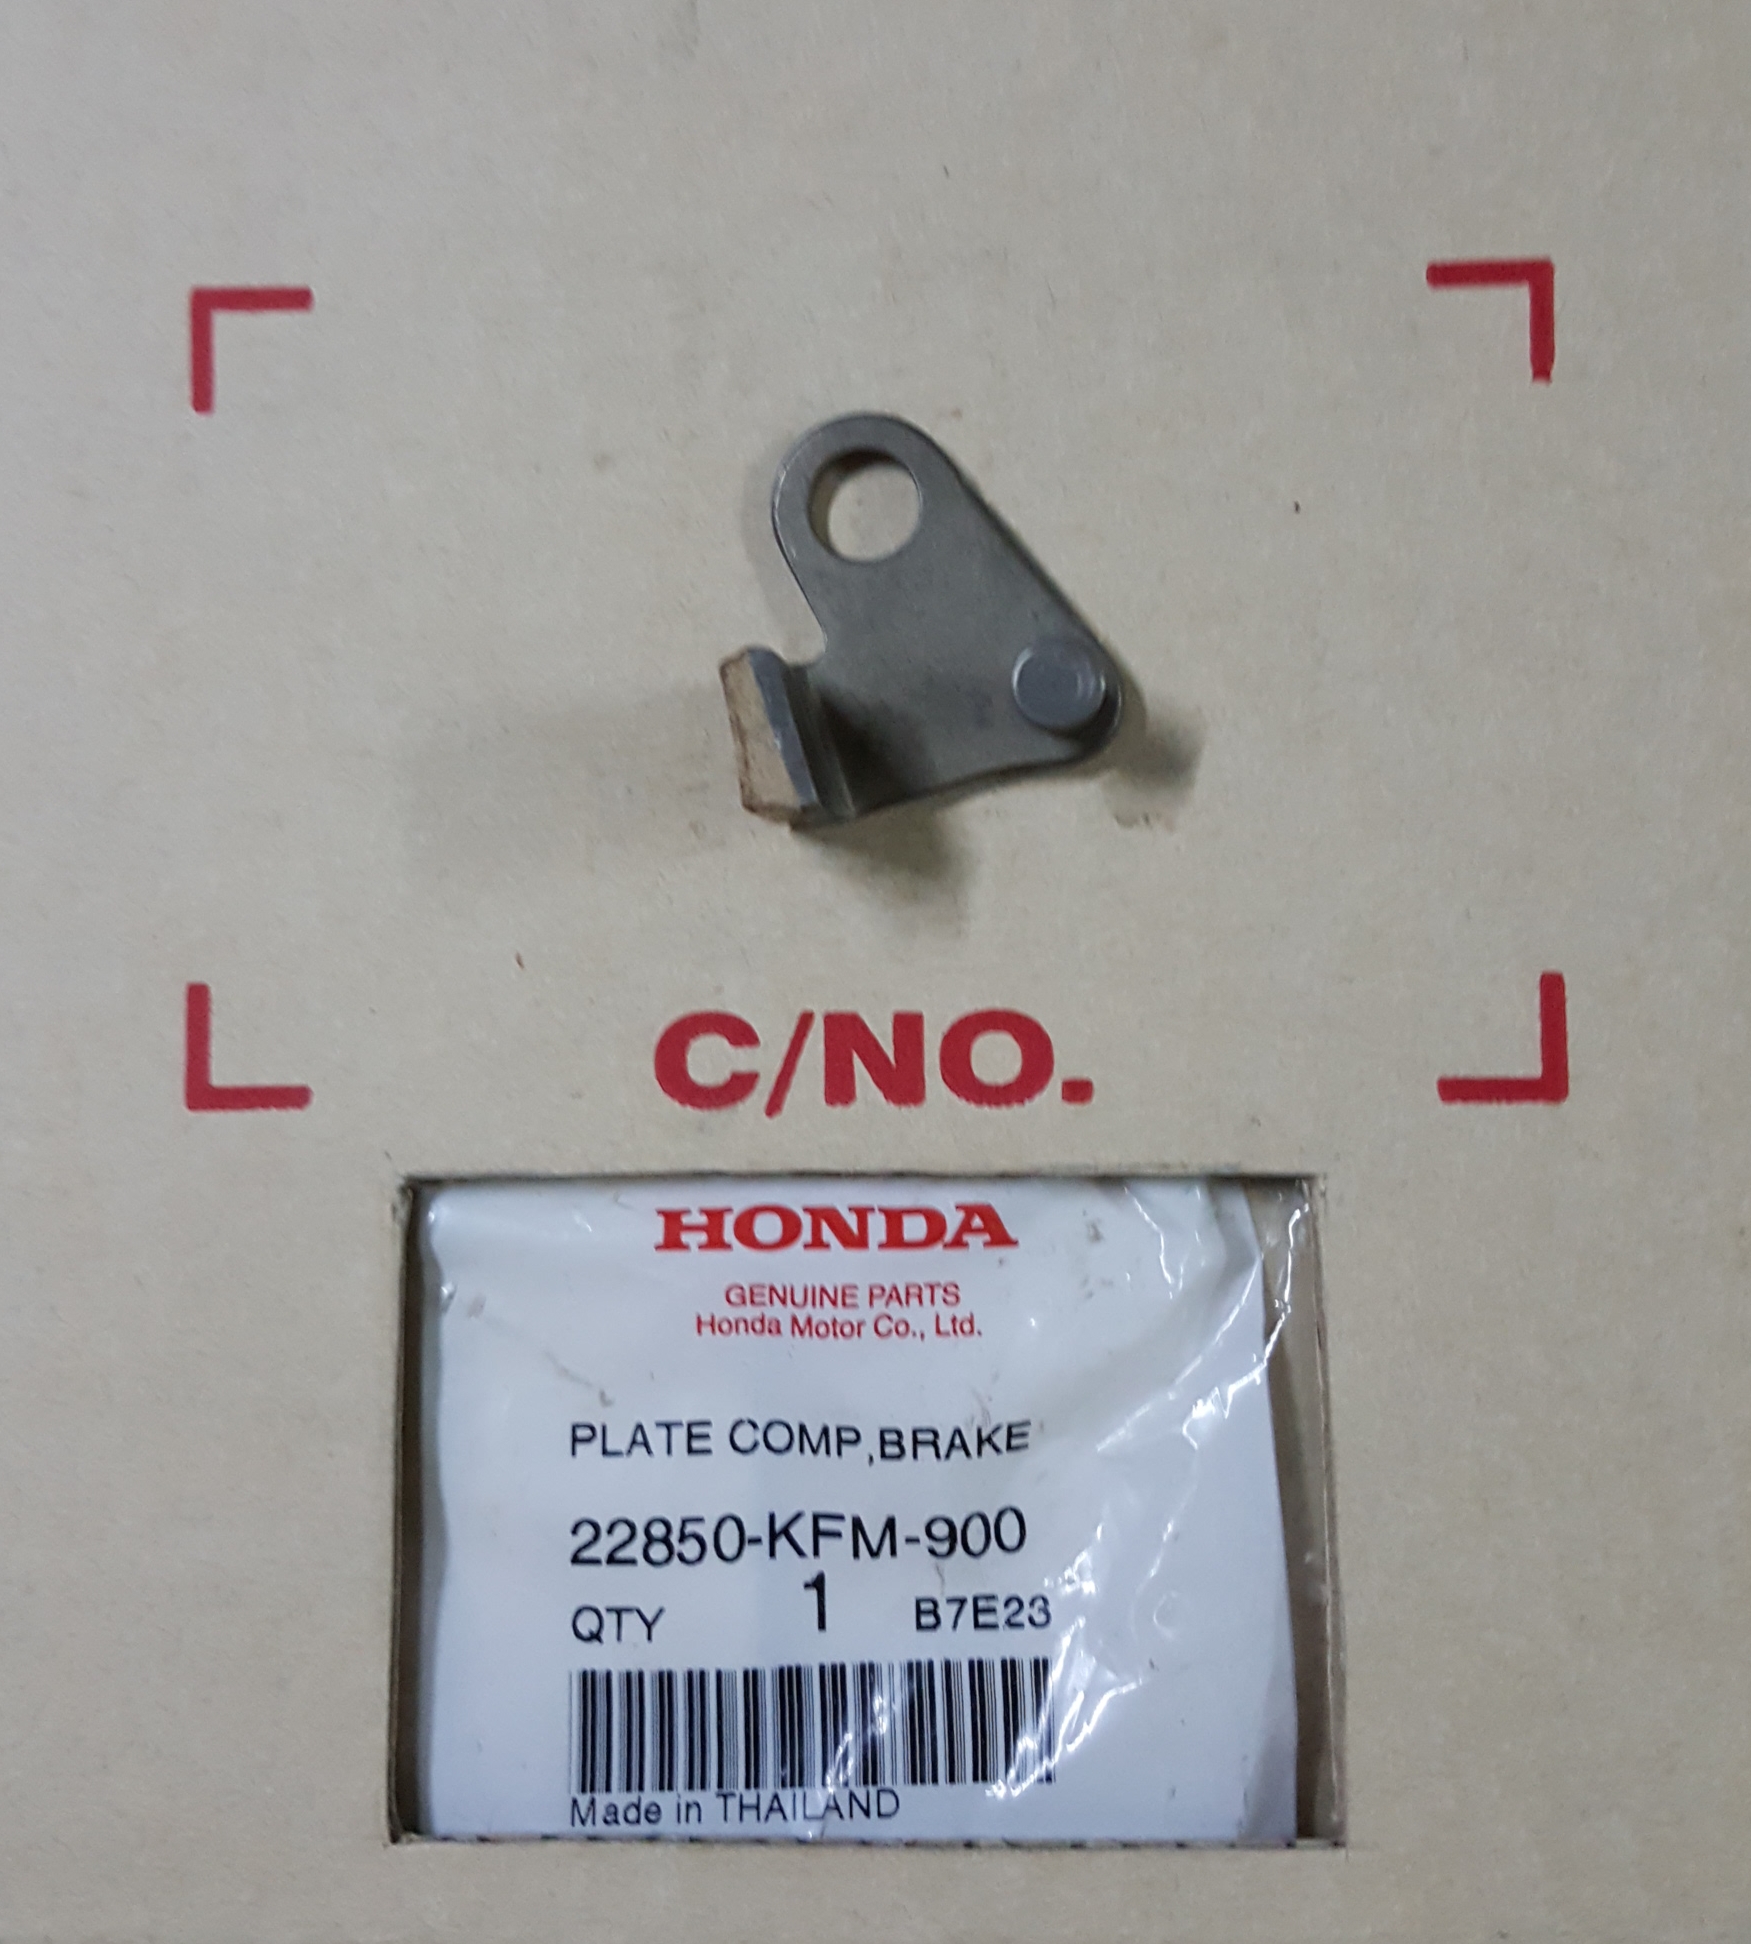 C/NO.
HONDA
GENUINE PARTS
Honda Motor Co., Ltd.
PLATE COMP,BRAKE
22850-KFM-900
QTY 1 B7E23
Made in THAILAND